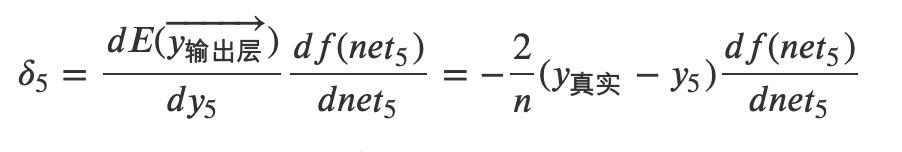 δ₅ = dE(y输出层→)/dy₅ df(net₅)/dnet₅ = −2/n (y真实 − y₅) df(net₅)/dnet₅